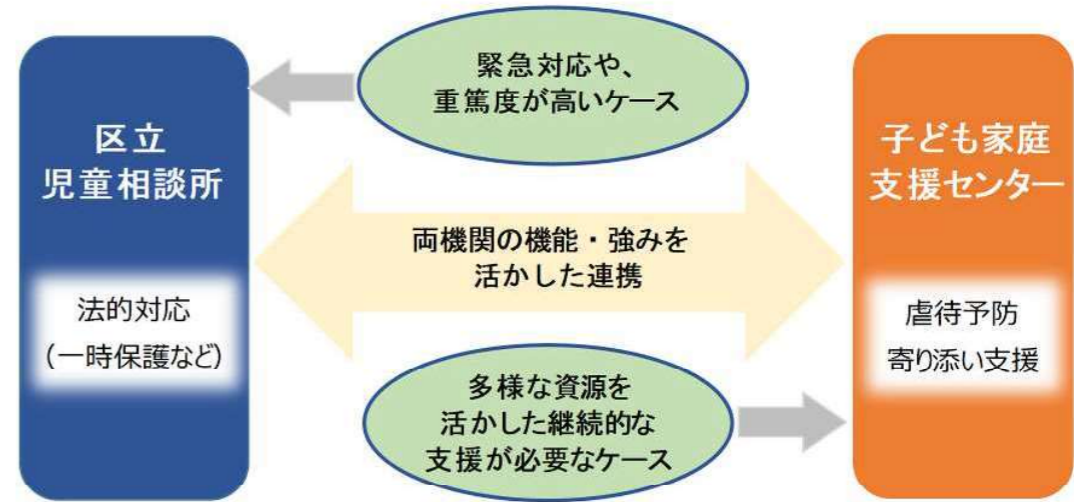 区立
児童相談所
法的対応
(一時保護など)
緊急対応や、
重篤度が高いケース
両機関の機能・強みを
活かした連携
多様な資源を
活かした継続的な
支援が必要なケース
子ども家庭
支援センター
虐待予防
寄り添い支援